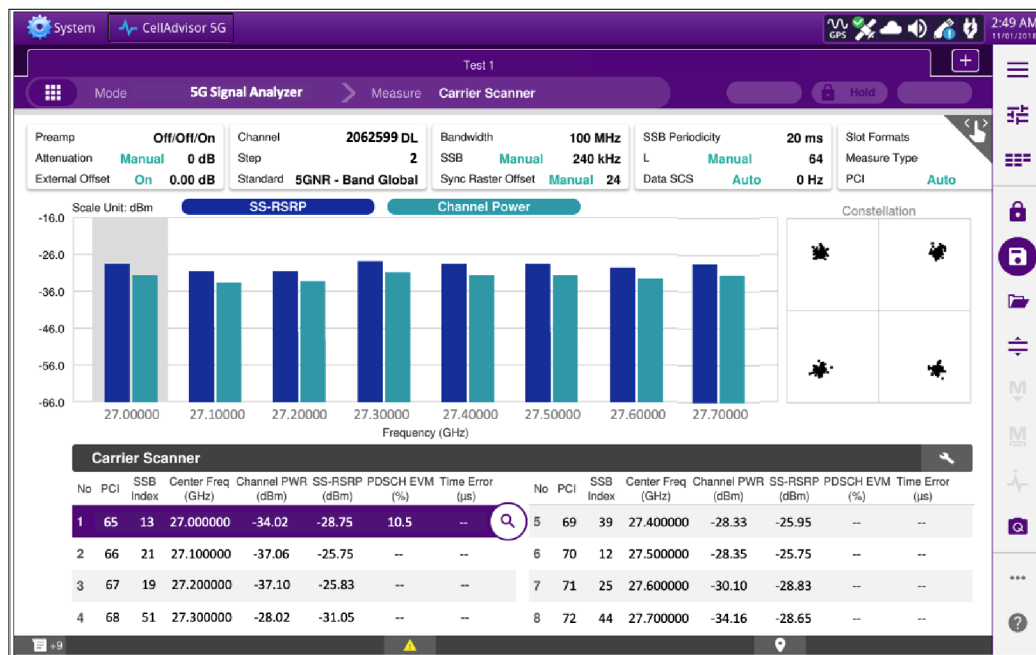 System CellAdvisor 5G GPS 2:49 AM
11/01/2018
Test 1 +
Mode 5G Signal Analyzer Measure Carrier Scanner Hold
Preamp Off/Off/On
Attenuation Manual 0 dB
External Offset On 0.00 dB
Channel 2062599 DL
Step 2
Standard 5GNR - Band Global
Bandwidth 100 MHz
SSB Manual 240 kHz
Sync Raster Offset Manual 24
SSB Periodicity 20 ms
L Manual 64
Data SCS Auto 0 Hz
Slot Formats
Measure Type
PCI Auto
Scale Unit: dBm SS-RSRP Channel Power
-16.0
-26.0
-36.0
-46.0
-56.0
-66.0
27.00000 27.10000 27.20000 27.30000 27.40000 27.50000 27.60000 27.70000
Frequency (GHz)
Constellation
Carrier Scanner
No PCI SSB Index Center Freq (GHz) Channel PWR (dBm) SS-RSRP (dBm) PDSCH EVM (%) Time Error (µs)
1 65 13 27.000000 -34.02 -28.75 10.5 --
2 66 21 27.100000 -37.06 -25.75 -- --
3 67 19 27.200000 -37.10 -25.83 -- --
4 68 51 27.300000 -28.02 -31.05 -- --
No PCI SSB Index Center Freq (GHz) Channel PWR (dBm) SS-RSRP (dBm) PDSCH EVM (%) Time Error (µs)
5 69 39 27.400000 -28.33 -25.95 -- --
6 70 12 27.500000 -28.35 -25.75 -- --
7 71 25 27.600000 -30.10 -28.83 -- --
8 72 44 27.700000 -34.16 -28.65 -- --
M
M
+9